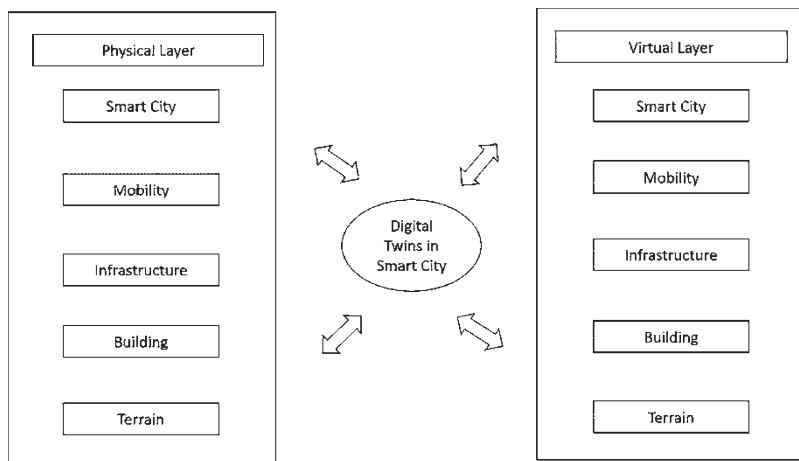 Physical Layer
Smart City
Mobility
Infrastructure
Building
Terrain
Digital
Twins in
Smart City
Virtual Layer
Smart City
Mobility
Infrastructure
Building
Terrain